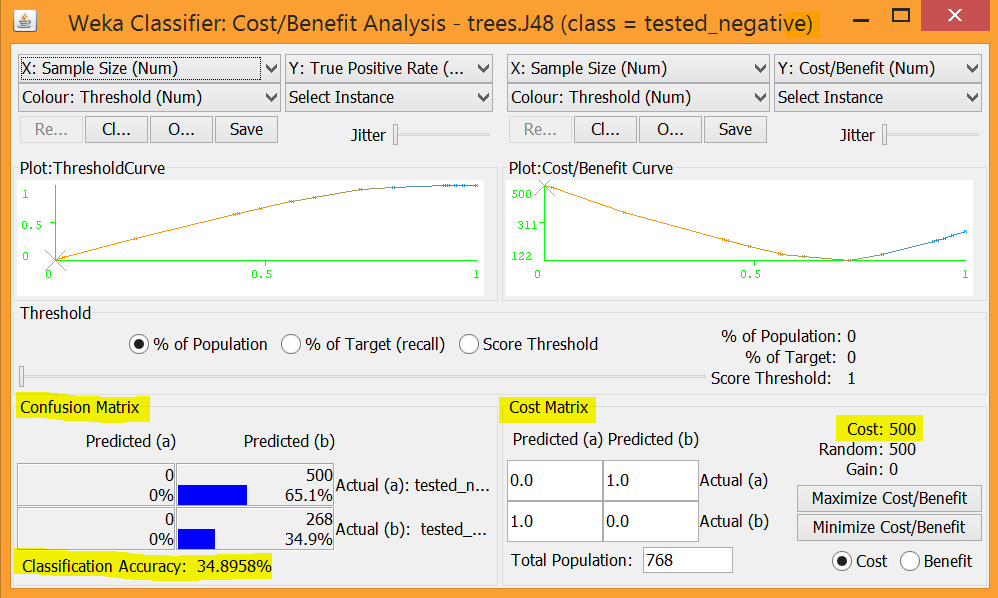 Weka Classifier: Cost/Benefit Analysis - trees.J48 (class = tested_negative)
X: Sample Size (Num)
Y: True Positive Rate (...
Colour: Threshold (Num)
Select Instance
Re...
Cl...
O...
Save
Jitter
X: Sample Size (Num)
Y: Cost/Benefit (Num)
Colour: Threshold (Num)
Select Instance
Re...
Cl...
O...
Save
Jitter
Plot:ThresholdCurve
1
0.5
0
0
0.5
1
Plot:Cost/Benefit Curve
500
311
122
0
0.5
1
Threshold
% of Population
% of Target (recall)
Score Threshold
% of Population: 0
% of Target: 0
Score Threshold: 1
Confusion Matrix
Predicted (a) Predicted (b)
0 500
0% 65.1%
Actual (a): tested_n...
0 268
0% 34.9%
Actual (b): tested_...
Classification Accuracy: 34.8958%
Cost Matrix
Predicted (a) Predicted (b)
0.0 1.0 Actual (a)
1.0 0.0 Actual (b)
Total Population: 768
Cost: 500
Random: 500
Gain: 0
Maximize Cost/Benefit
Minimize Cost/Benefit
Cost
Benefit